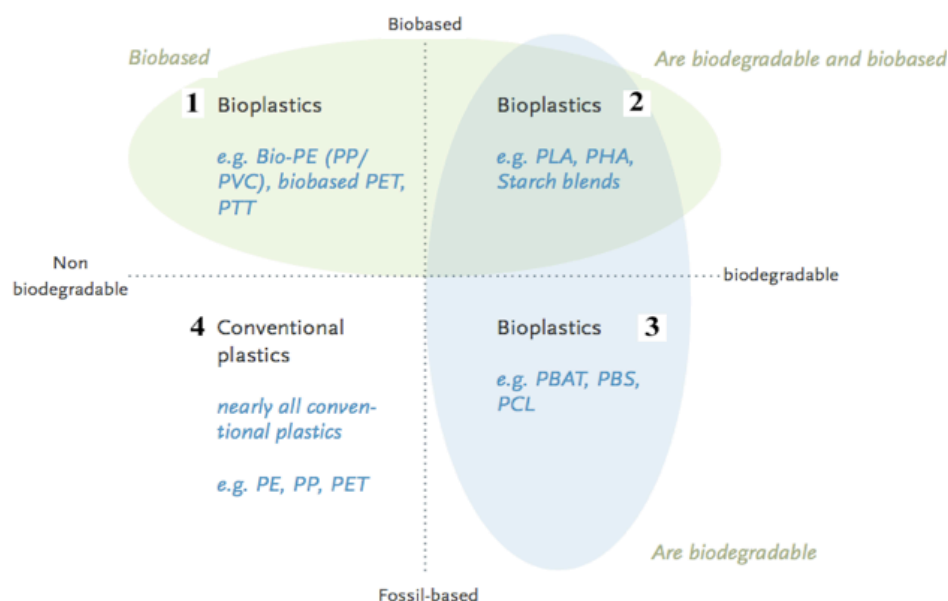 Biobased
Biobased
Are biodegradable and biobased
1 Bioplastics
e.g. Bio-PE (PP/
PVC), biobased PET,
PTT
Bioplastics 2
e.g. PLA, PHA,
Starch blends
Non
biodegradable
biodegradable
4 Conventional
plastics
nearly all conven-
tional plastics
e.g. PE, PP, PET
Bioplastics 3
e.g. PBAT, PBS,
PCL
Are biodegradable
Fossil-based